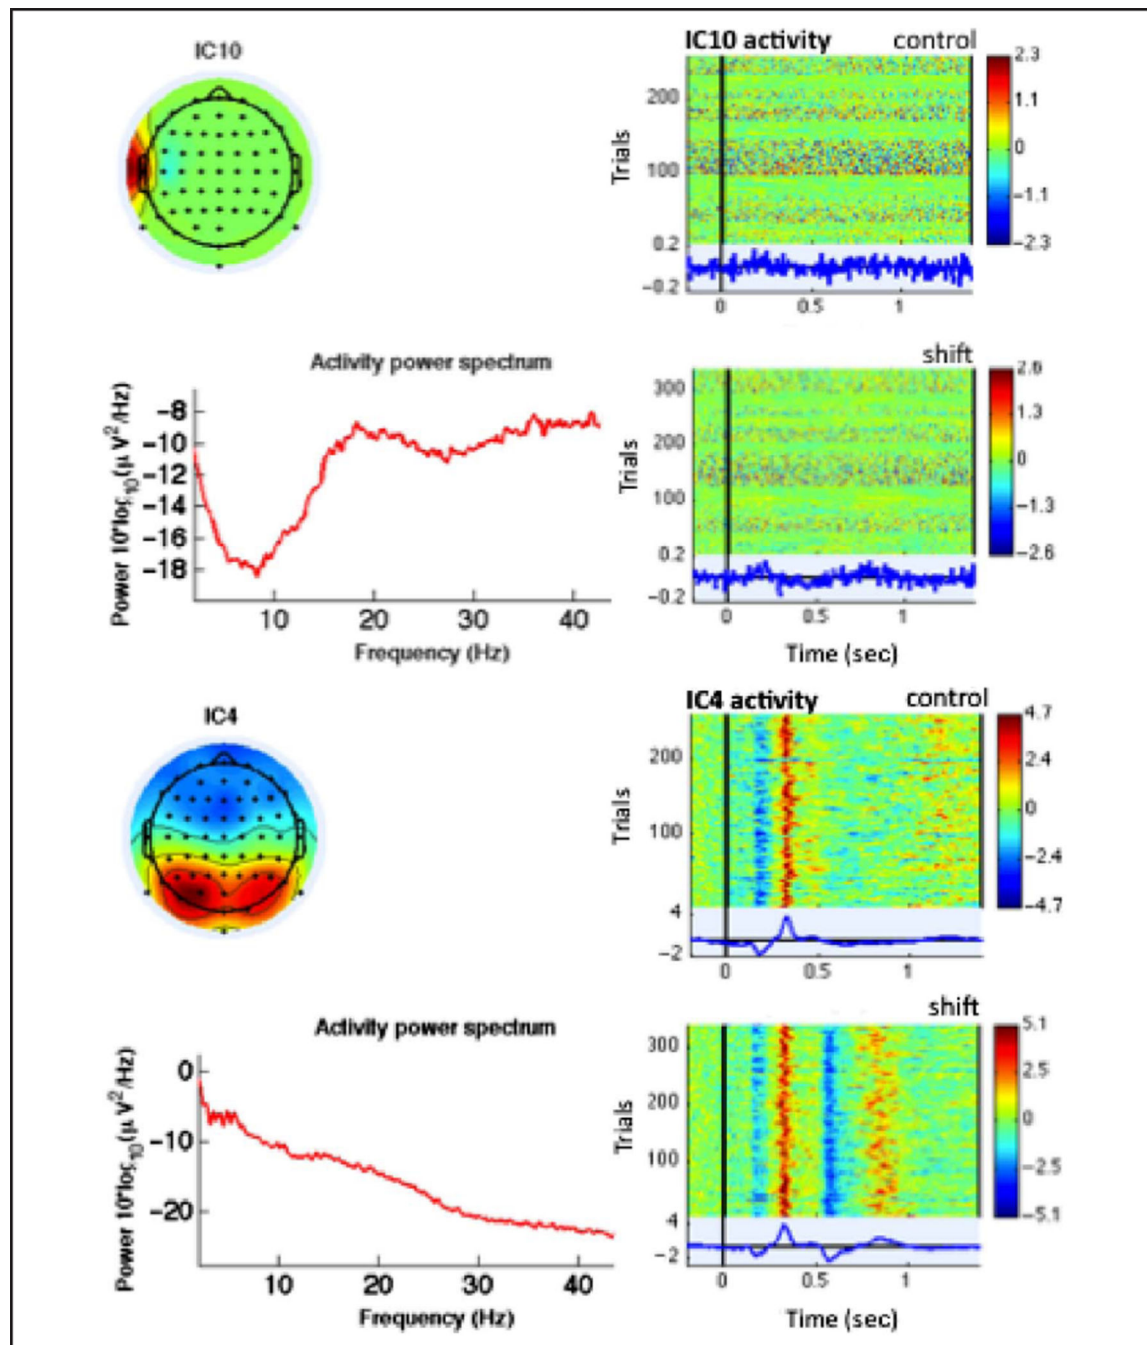 IC10
IC10 activity control
Trials
200
100
0.2
−0.2
0 0.5 1
2.3
1.1
0
−1.1
−2.3
Activity power spectrum
Power 10*log10(μ V2/Hz)
−8
−10
−12
−14
−16
−18
10 20 30 40
Frequency (Hz)
shift
Trials
300
200
100
0.2
−0.2
0 0.5 1
Time (sec)
2.6
1.3
0
−1.3
−2.6
IC4
IC4 activity control
Trials
200
100
4
−2
0 0.5 1
4.7
2.4
0
−2.4
−4.7
Activity power spectrum
Power 10*log10(μ V2/Hz)
0
−10
−20
10 20 30 40
Frequency (Hz)
shift
Trials
300
200
100
4
−2
0 0.5 1
Time (sec)
5.1
2.5
0
−2.5
−5.1